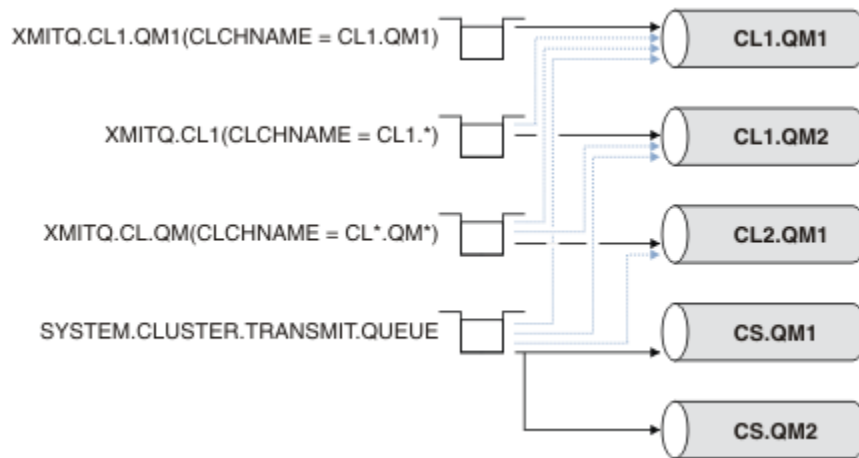 XMITQ.CL1.QM1(CLCHNAME = CL1.QM1)
CL1.QM1
XMITQ.CL1(CLCHNAME = CL1.*)
CL1.QM2
XMITQ.CL.QM(CLCHNAME = CL*.QM*)
CL2.QM1
SYSTEM.CLUSTER.TRANSMIT.QUEUE
CS.QM1
CS.QM2